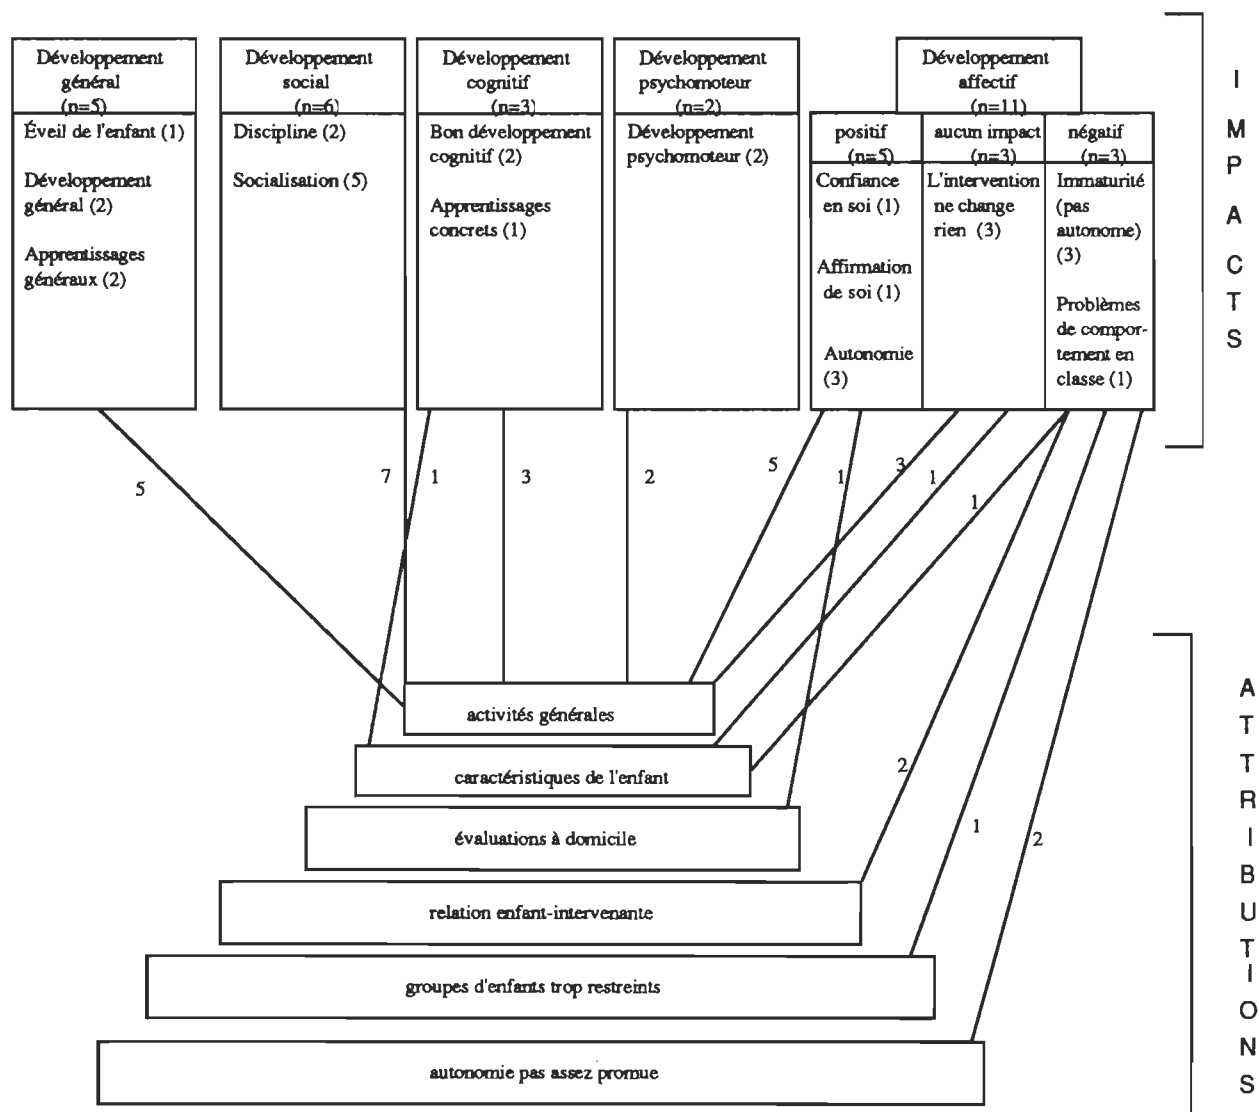 Développement
général
(n=5)
Éveil de l'enfant (1)
Développement
général (2)
Apprentissages
généraux (2)
Développement
social
(n=6)
Discipline (2)
Socialisation (5)
Développement
cognitif
(n=3)
Bon développement
cognitif (2)
Apprentissages
concrets (1)
Développement
psychomoteur
(n=2)
Développement
psychomoteur (2)
Développement
affectif
(n=11)
positif
(n=5)
Confiance
en soi (1)
Affirmation
de soi (1)
Autonomie
(3)
aucun impact
(n=3)
L'intervention
ne change
rien (3)
négatif
(n=3)
Immaturité
(pas
autonome)
(3)
Problèmes
de compor-
tement en
classe (1)
IMPACTS
5
7
1
3
2
5
1
3
1
1
2
1
2
activités générales
caractéristiques de l'enfant
évaluations à domicile
relation enfant-intervenante
groupes d'enfants trop restreints
autonomie pas assez promue
ATTRIBUTIONS